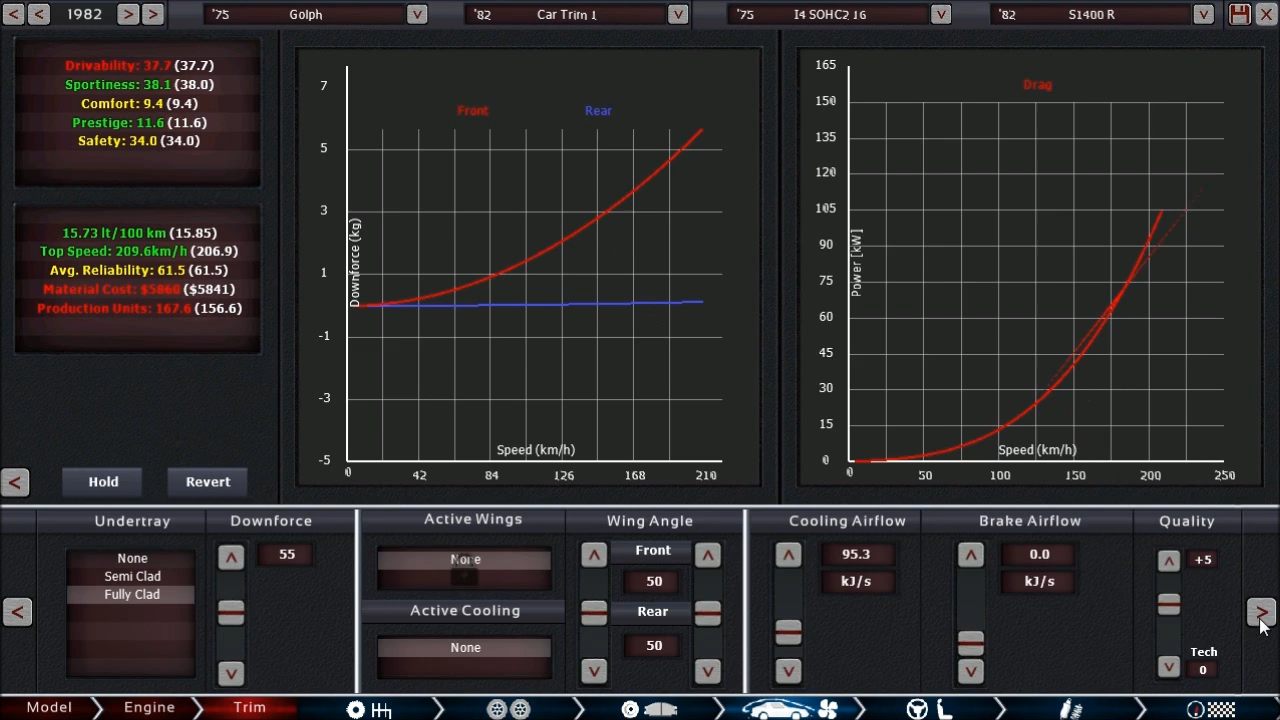 < < 1982 > > '75 Golph v '82 Car Trim 1 v '75 I4 SOHC2 16 v '82 S1400 R v
Drivability: 37.7 (37.7)
Sportiness: 38.1 (38.0)
Comfort: 9.4 (9.4)
Prestige: 11.6 (11.6)
Safety: 34.0 (34.0)
15.73 lt/100 km (15.85)
Top Speed: 209.6km/h (206.9)
Avg. Reliability: 61.5 (61.5)
Material Cost: $5860 ($5841)
Production Units: 167.6 (156.6)
< Hold Revert
Front Rear
7
5
3
1
-1
-3
-5
Downforce (kg)
Speed (km/h)
0 42 84 126 168 210
Drag
165
150
135
120
105
90
75
60
45
30
15
0
Power [kW]
Speed (km/h)
0 50 100 150 200 250
Undertray
None
Semi Clad
Fully Clad
Downforce
55
Active Wings
None
Active Cooling
None
Wing Angle
Front
50
Rear
50
Cooling Airflow
95.3
kJ/s
Brake Airflow
0.0
kJ/s
Quality
+5
Tech
0
Model Engine Trim